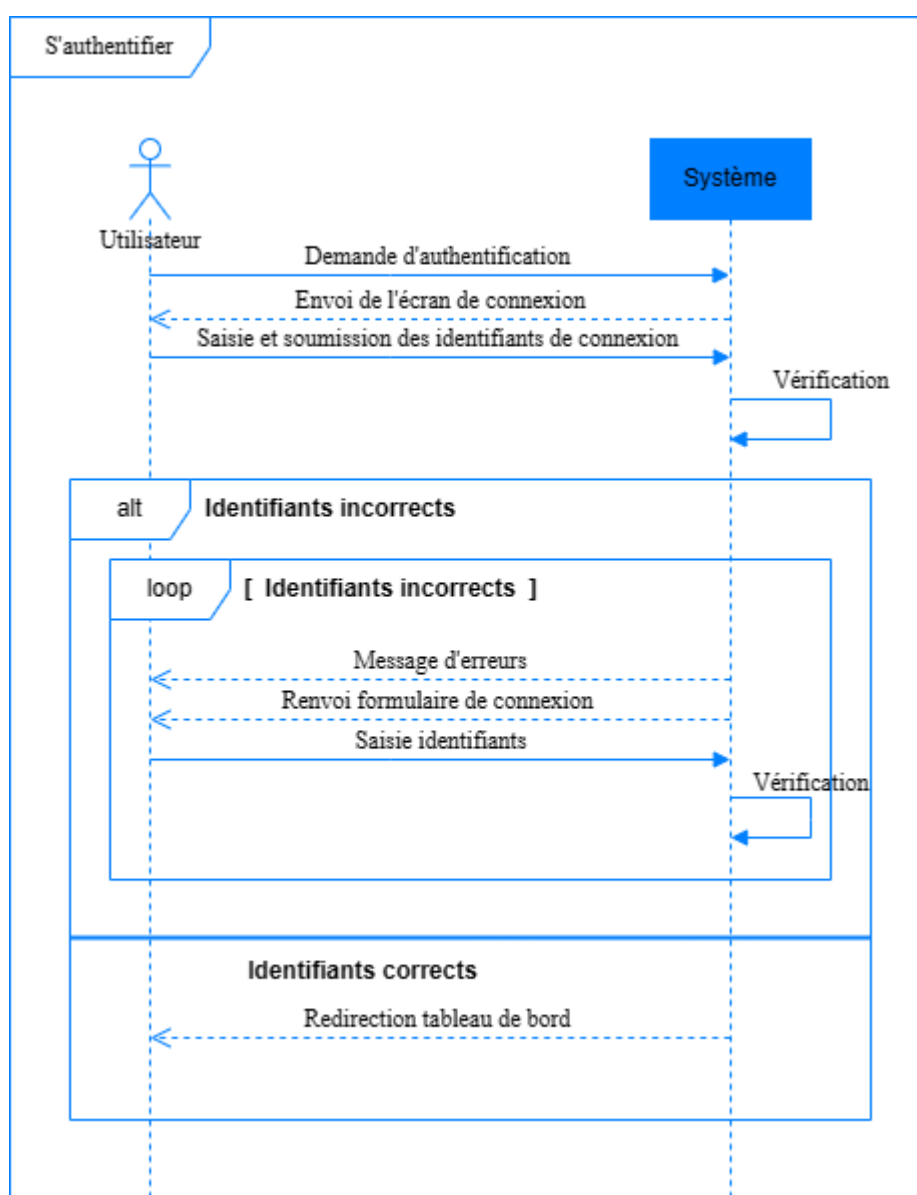 S'authentifier
Système
Utilisateur
Demande d'authentification
Envoi de l'écran de connexion
Saisie et soumission des identifiants de connexion
Vérification
alt
Identifiants incorrects
loop
[ Identifiants incorrects ]
Message d'erreurs
Renvoi formulaire de connexion
Saisie identifiants
Vérification
Identifiants corrects
Redirection tableau de bord